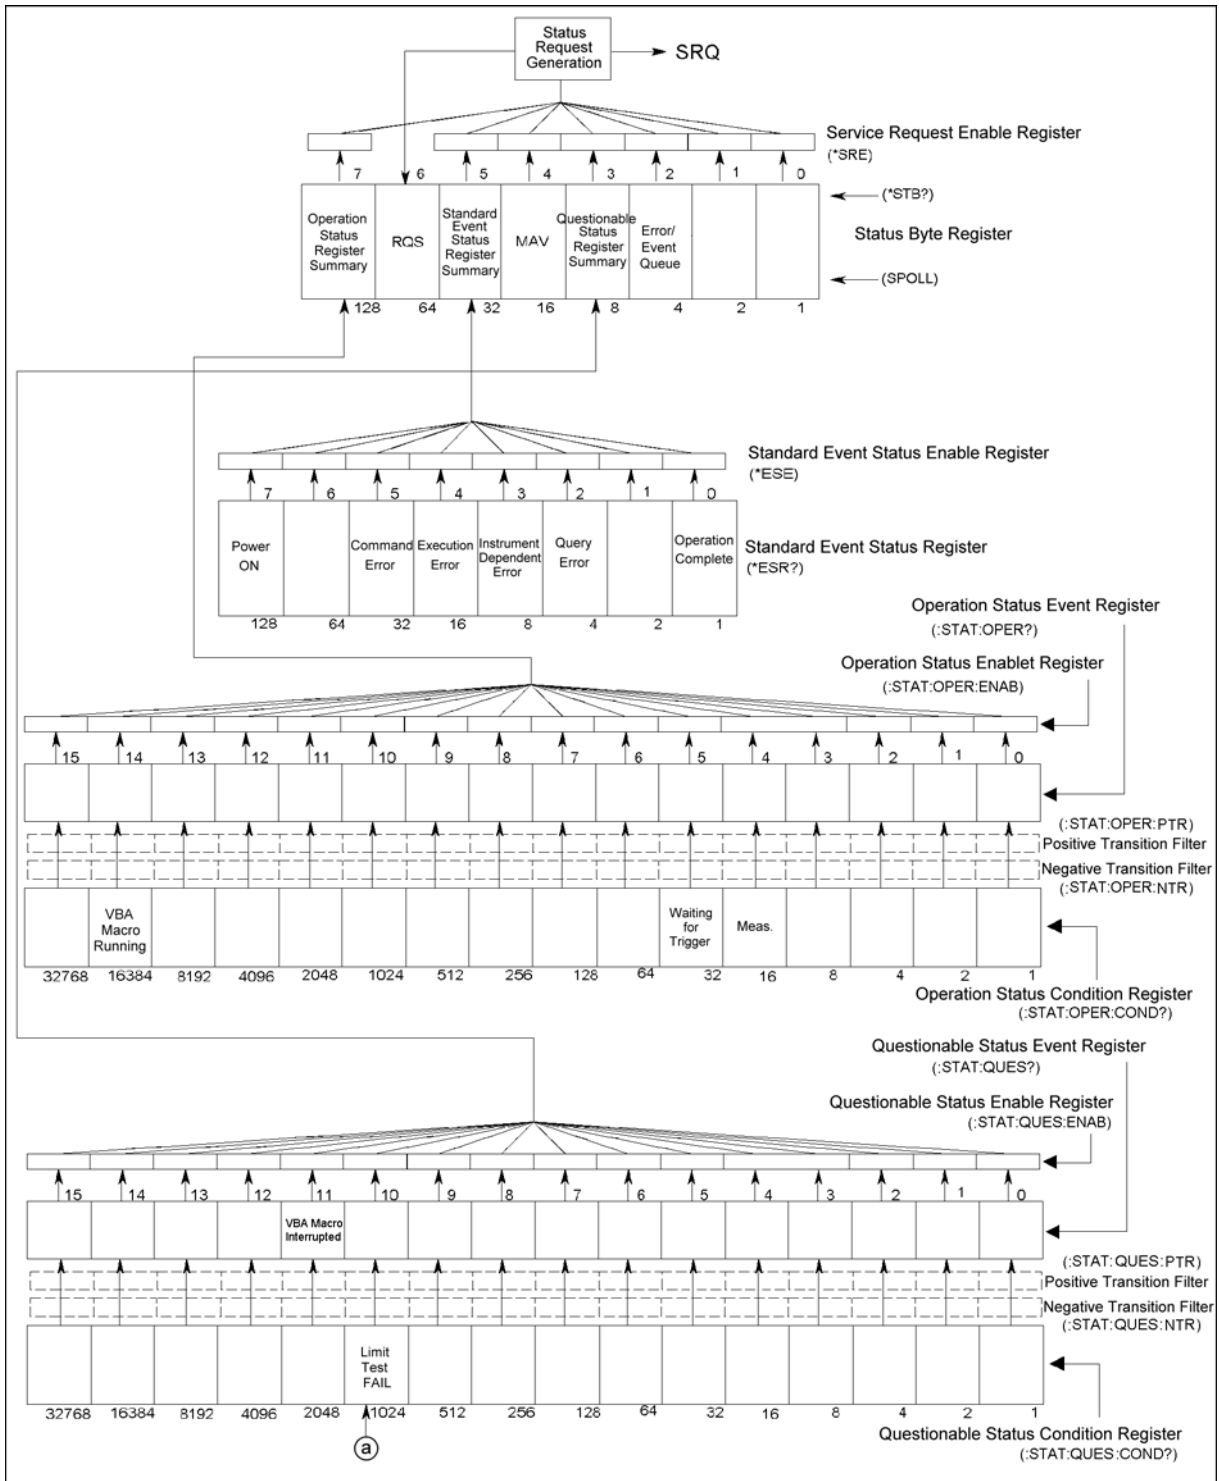 Status
Request
Generation
SRQ
Service Request Enable Register
(*SRE)
7 6 5 4 3 2 1 0
(*STB?)
Operation
Status
Register
Summary
RQS
Standard
Event
Status
Register
Summary
MAV
Questionable
Status
Register
Summary
Error/
Event
Queue
Status Byte Register
(SPOLL)
128 64 32 16 8 4 2 1
Standard Event Status Enable Register
(*ESE)
7 6 5 4 3 2 1 0
Power
ON
Command
Error
Execution
Error
Instrument
Dependent
Error
Query
Error
Operation
Complete
Standard Event Status Register
(*ESR?)
128 64 32 16 8 4 2 1
Operation Status Event Register
(:STAT:OPER?)
Operation Status Enablet Register
(:STAT:OPER:ENAB)
15 14 13 12 11 10 9 8 7 6 5 4 3 2 1 0
(:STAT:OPER:PTR)
Positive Transition Filter
Negative Transition Filter
(:STAT:OPER:NTR)
VBA
Macro
Running
Waiting
for
Trigger
Meas.
32768 16384 8192 4096 2048 1024 512 256 128 64 32 16 8 4 2 1
Operation Status Condition Register
(:STAT:OPER:COND?)
Questionable Status Event Register
(:STAT:QUES?)
Questionable Status Enable Register
(:STAT:QUES:ENAB)
15 14 13 12 11 10 9 8 7 6 5 4 3 2 1 0
VBA Macro
Interrupted
(:STAT:QUES:PTR)
Positive Transition Filter
Negative Transition Filter
(:STAT:QUES:NTR)
Limit
Test
FAIL
32768 16384 8192 4096 2048 1024 512 256 128 64 32 16 8 4 2 1
Questionable Status Condition Register
(:STAT:QUES:COND?)
a